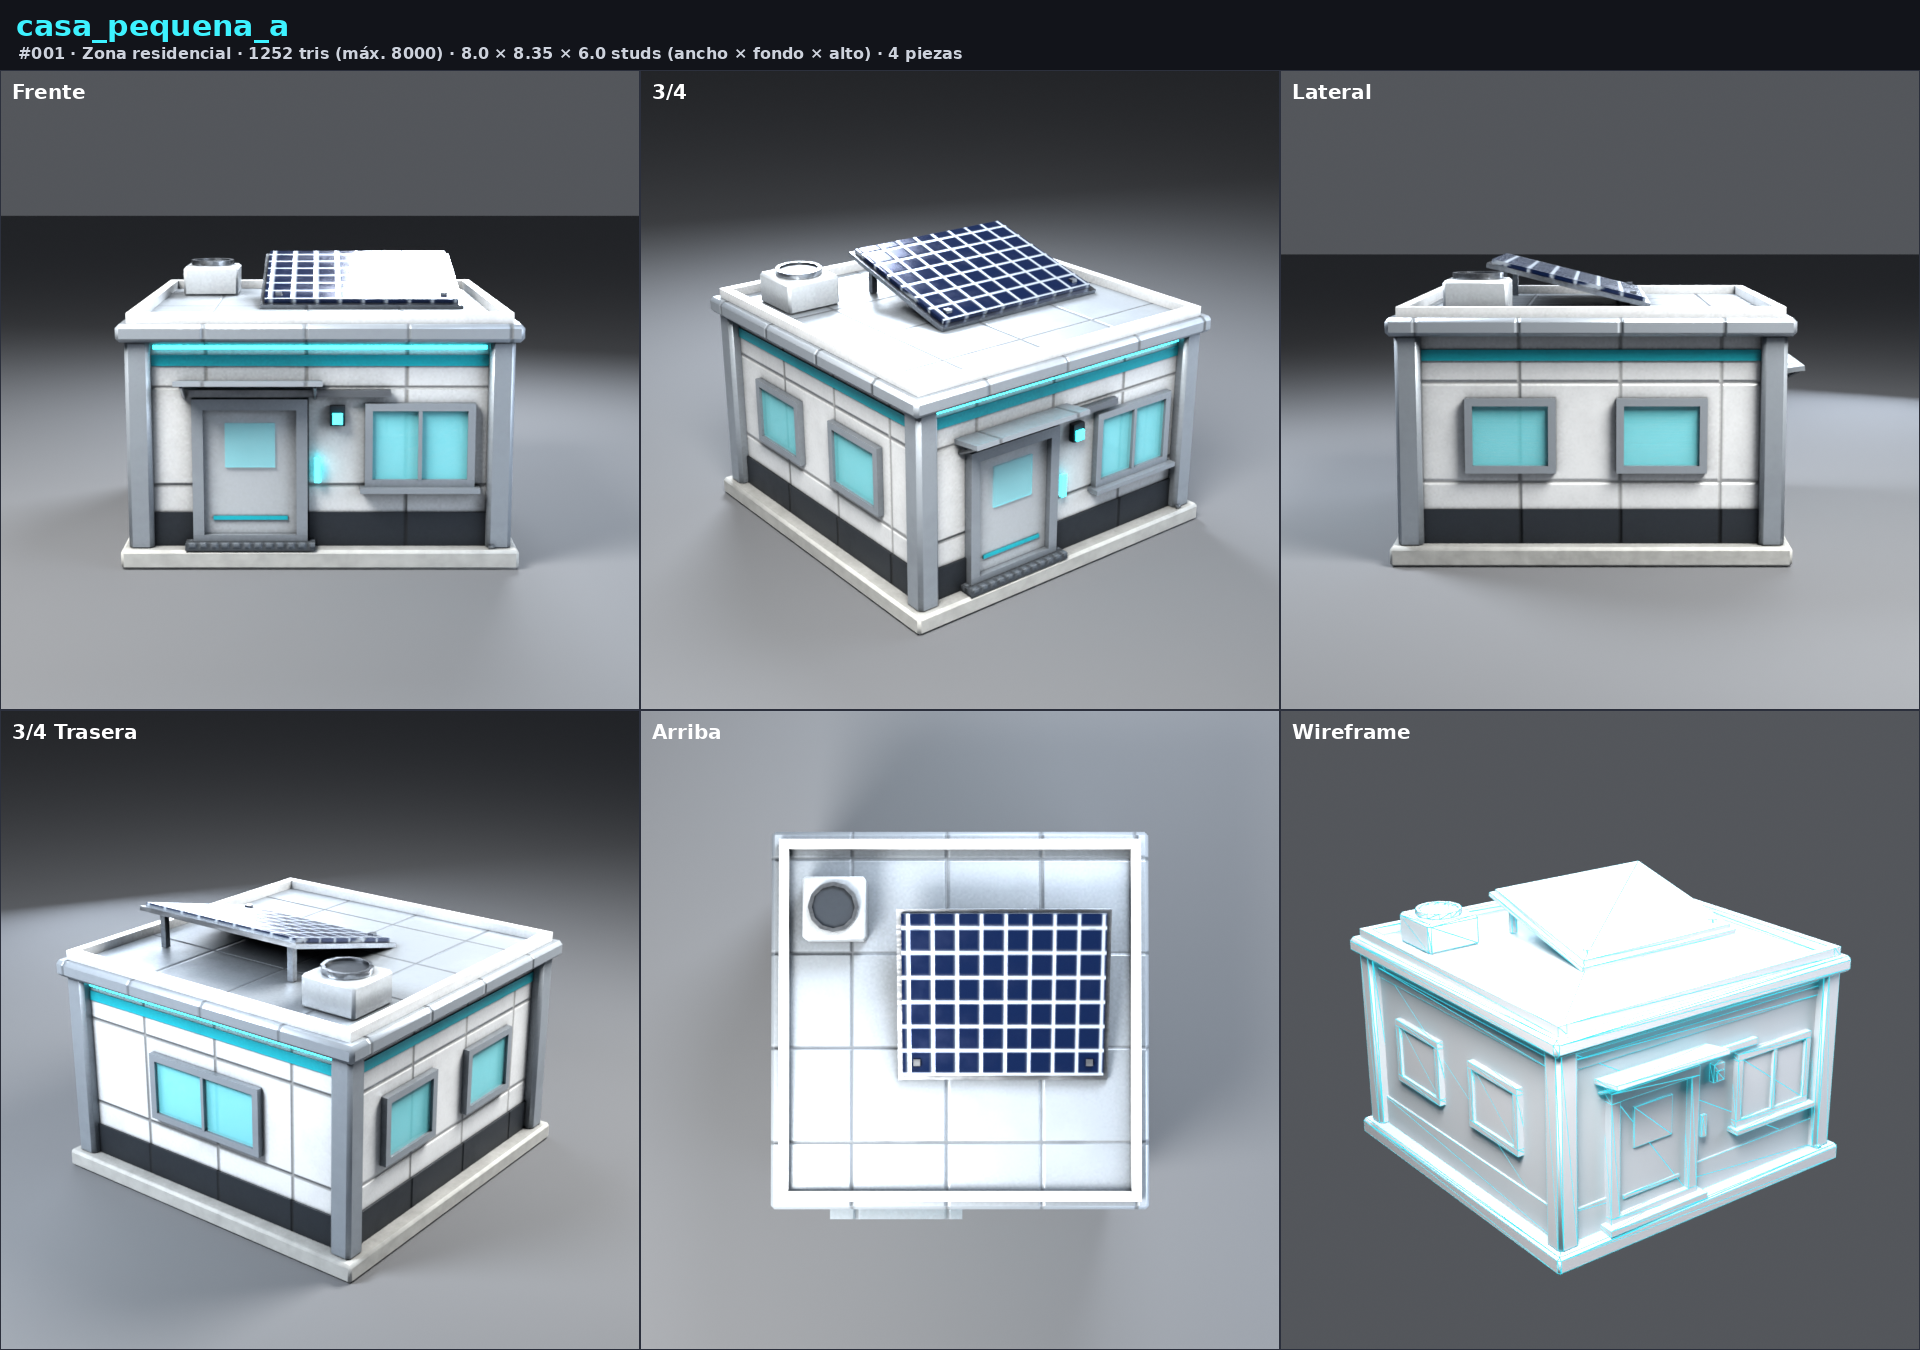 casa_pequena_a
#001 · Zona residencial · 1252 tris (máx. 8000) · 8.0 × 8.35 × 6.0 studs (ancho × fondo × alto) · 4 piezas
Frente
3/4
Lateral
3/4 Trasera
Arriba
Wireframe